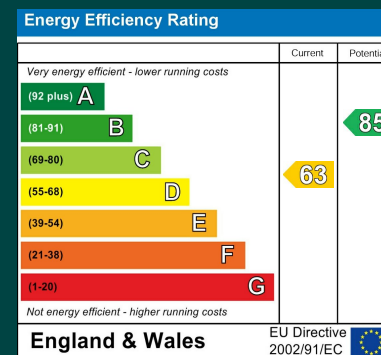 Energy Efficiency Rating
Current
Very energy efficient - lower running costs
(92 plus) A
(81-91) B
85
(69-80) C
63
(55-68) D
(39-54) E
(21-38) F
(1-20) G
Not energy efficient - higher running costs
England & Wales
EU Directive
2002/91/EC